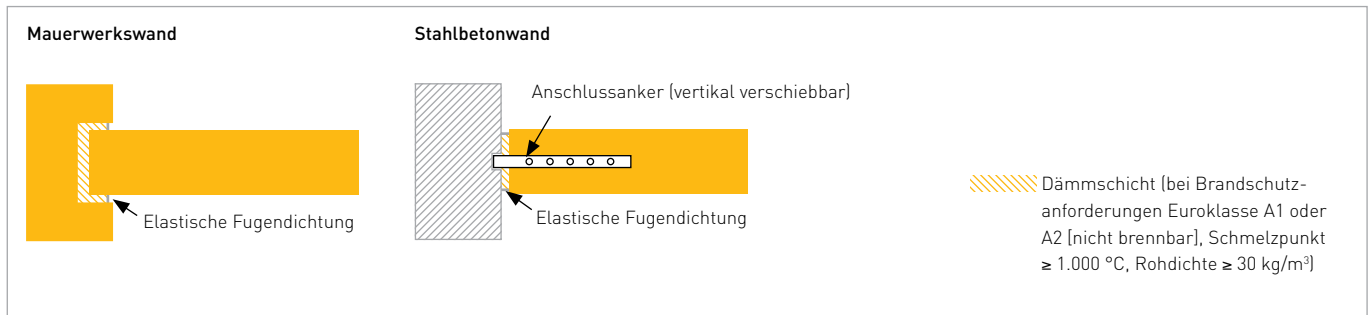 Mauerwerkswand
Elastische Fugendichtung
Stahlbetonwand
Anschlussanker (vertikal verschiebbar)
Elastische Fugendichtung
Dämmschicht (bei Brandschutz-
anforderungen Euroklasse A1 oder
A2 [nicht brennbar], Schmelzpunkt
≥ 1.000 °C, Rohdichte ≥ 30 kg/m³)